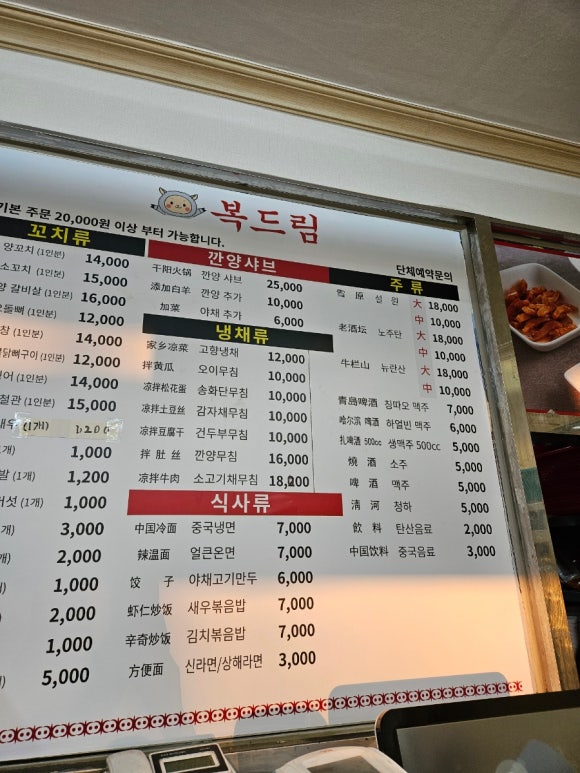 복드림
기본 주문 20,000원 이상 부터 가능합니다.
꼬치류
양꼬치 (1인분) 14,000
소꼬치 (1인분) 15,000
양 갈비살 (1인분) 16,000
12,000
(1인분) 14,000
(1인분) 12,000
(1인분) 14,000
(1인분) 15,000
(1개) 1200
(1개) 1,000
(1개) 1,200
(1개) 1,000
3,000
2,000
1,000
2,000
1,000
5,000
깐양샤브
干阳火锅 깐양 샤브 25,000
添加白羊 깐양 추가 10,000
加菜 야채 추가 6,000
냉채류
家乡凉菜 고향냉채 12,000
拌黄瓜 오이무침 10,000
凉拌松花蛋 송화단무침 10,000
凉拌土豆丝 감자채무침 10,000
凉拌豆腐干 건두부무침 10,000
拌肚丝 깐양무침 16,000
凉拌牛肉 소고기채무침 18,000
식사류
中国冷面 중국냉면 7,000
辣温面 얼큰온면 7,000
饺子 야채고기만두 6,000
虾仁炒饭 새우볶음밥 7,000
辛奇炒饭 김치볶음밥 7,000
方便面 신라면/상해라면 3,000
단체예약문의
주류
雪原 설원 大 18,000
中 10,000
老酒坛 노주탄 大 18,000
中 10,000
牛栏山 뉴란산 大 18,000
中 10,000
青島啤酒 칭따오 맥주 7,000
哈尔滨 啤酒 하얼빈 맥주 6,000
扎啤酒 500cc 생맥주 500cc 5,000
燒酒 소주 5,000
啤酒 맥주 5,000
清河 청하 5,000
飲料 탄산음료 2,000
中国饮料 중국음료 3,000